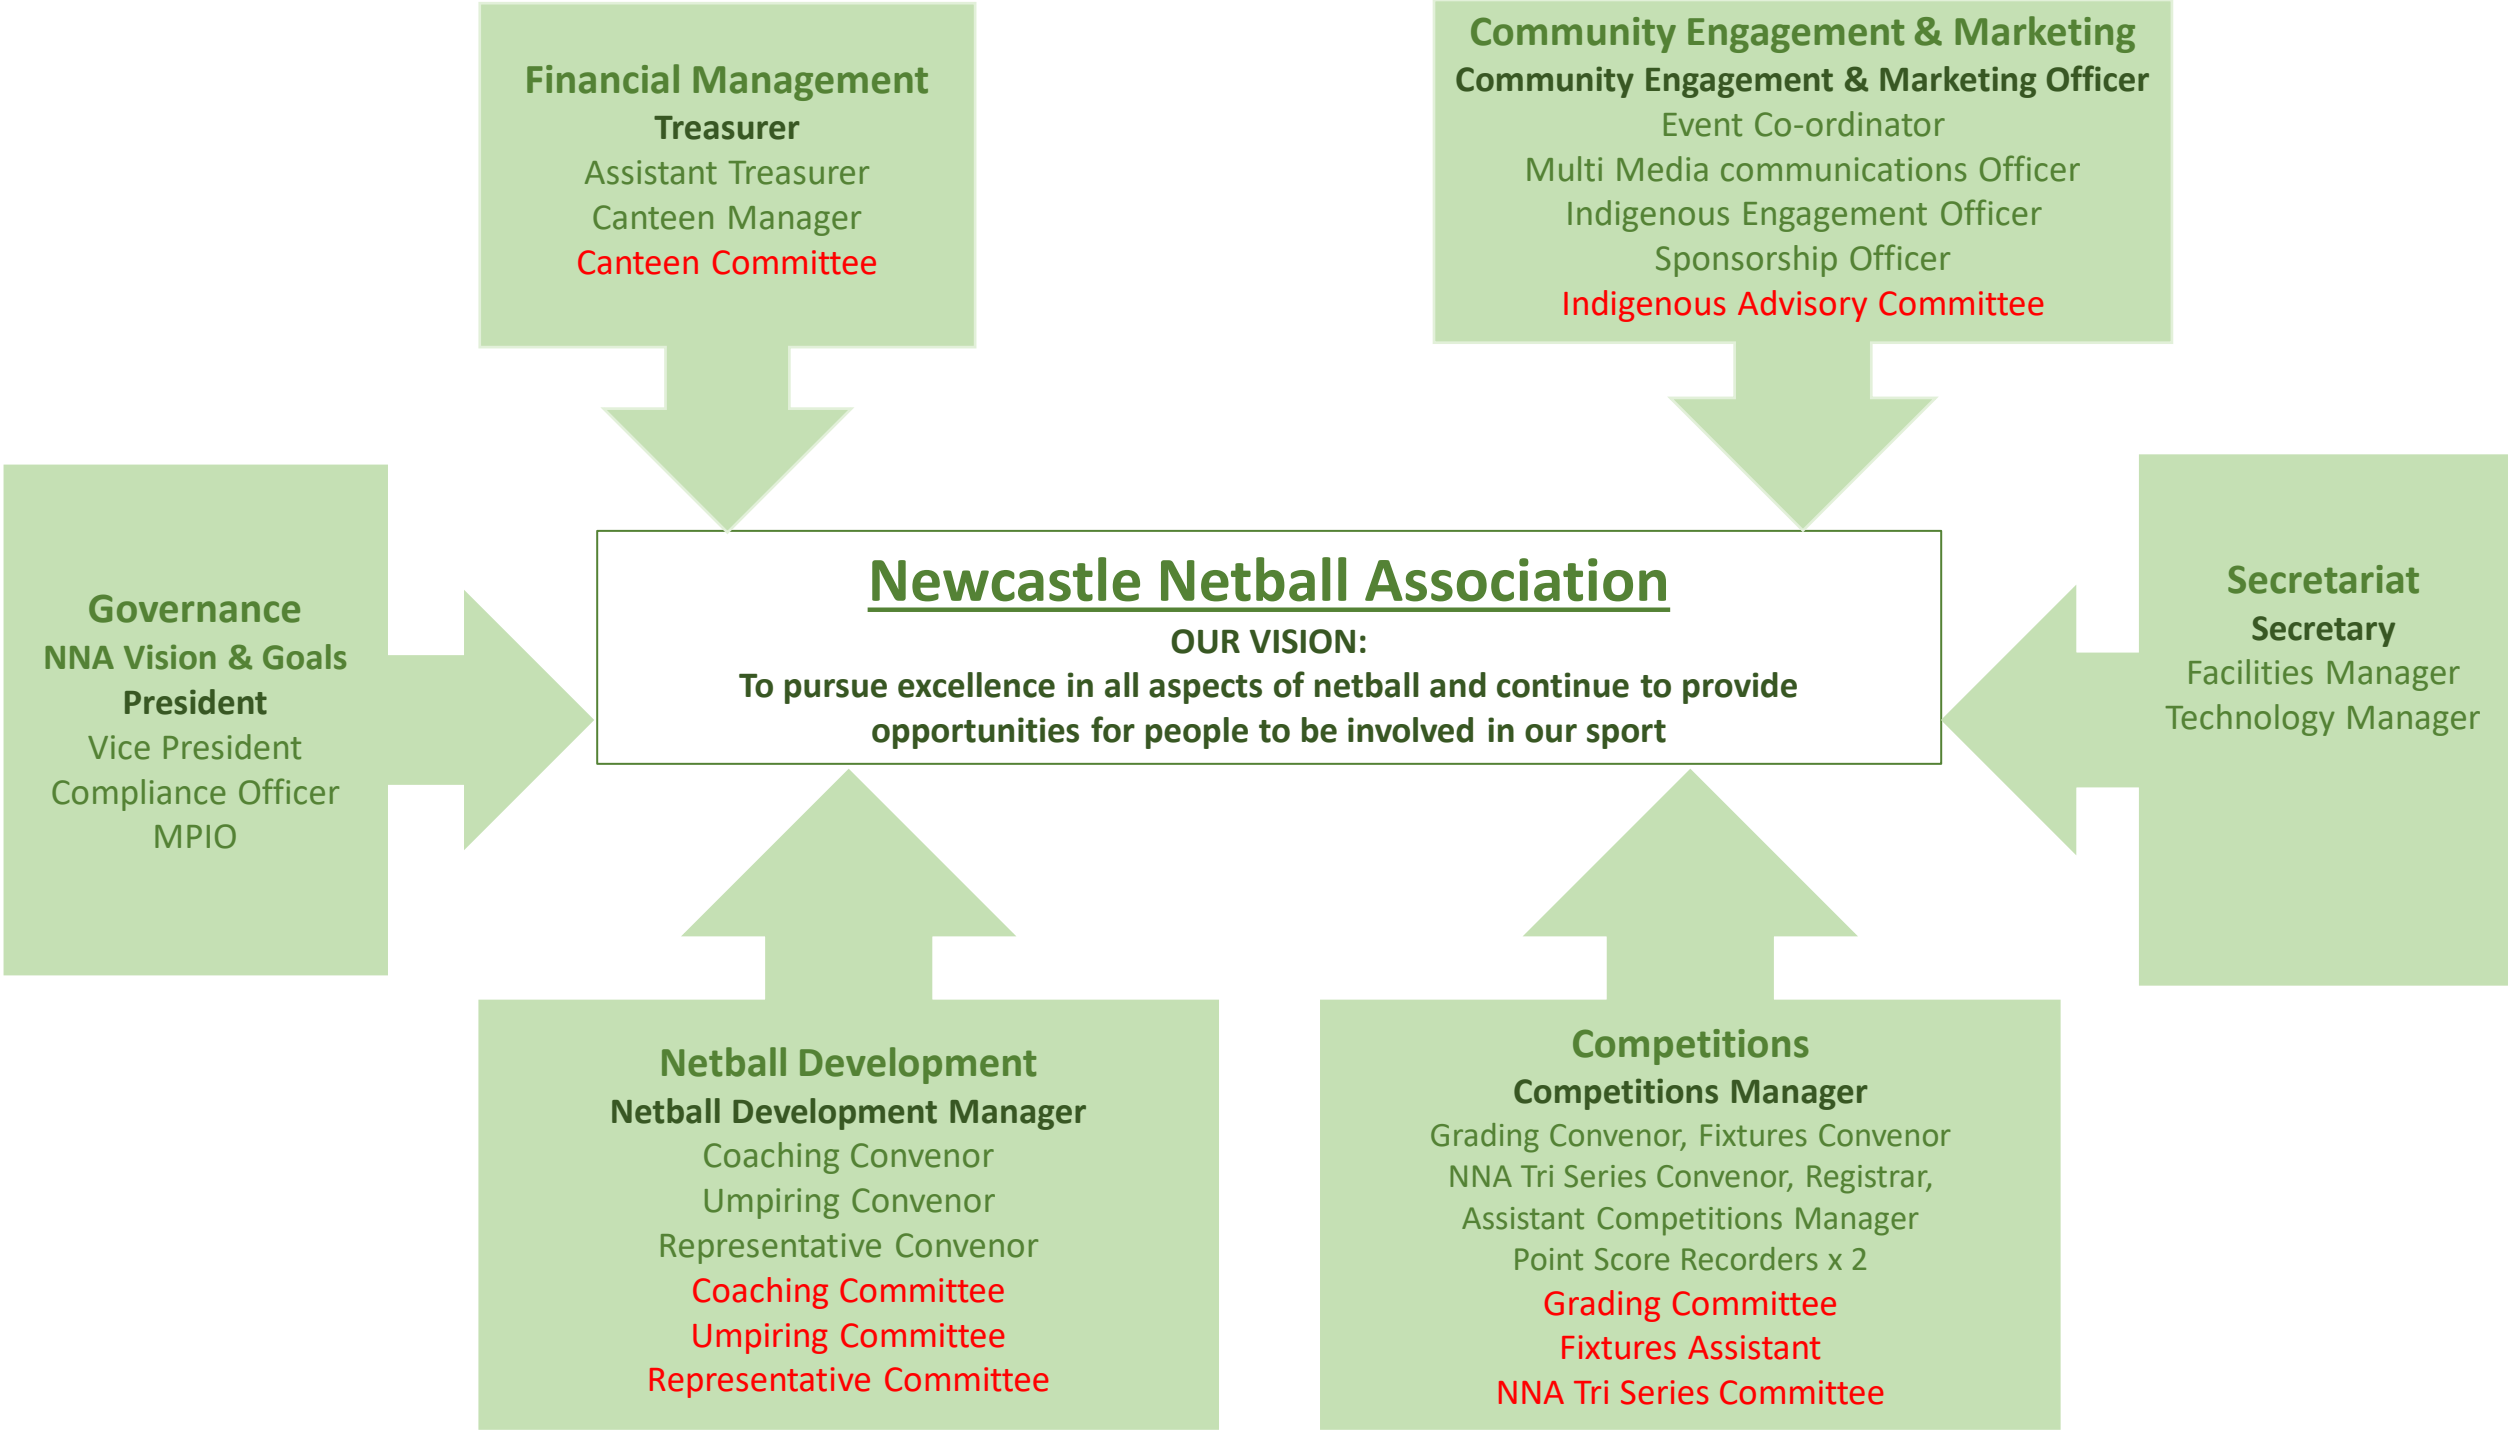 Financial Management
Treasurer
Assistant Treasurer
Canteen Manager
Canteen Committee
Community Engagement & Marketing
Community Engagement & Marketing Officer
Event Co-ordinator
Multi Media communications Officer
Indigenous Engagement Officer
Sponsorship Officer
Indigenous Advisory Committee
Governance
NNA Vision & Goals
President
Vice President
Compliance Officer
MPIO
Newcastle Netball Association
OUR VISION:
To pursue excellence in all aspects of netball and continue to provide
opportunities for people to be involved in our sport
Secretariat
Secretary
Facilities Manager
Technology Manager
Netball Development
Netball Development Manager
Coaching Convenor
Umpiring Convenor
Representative Convenor
Coaching Committee
Umpiring Committee
Representative Committee
Competitions
Competitions Manager
Grading Convenor, Fixtures Convenor
NNA Tri Series Convenor, Registrar,
Assistant Competitions Manager
Point Score Recorders x 2
Grading Committee
Fixtures Assistant
NNA Tri Series Committee